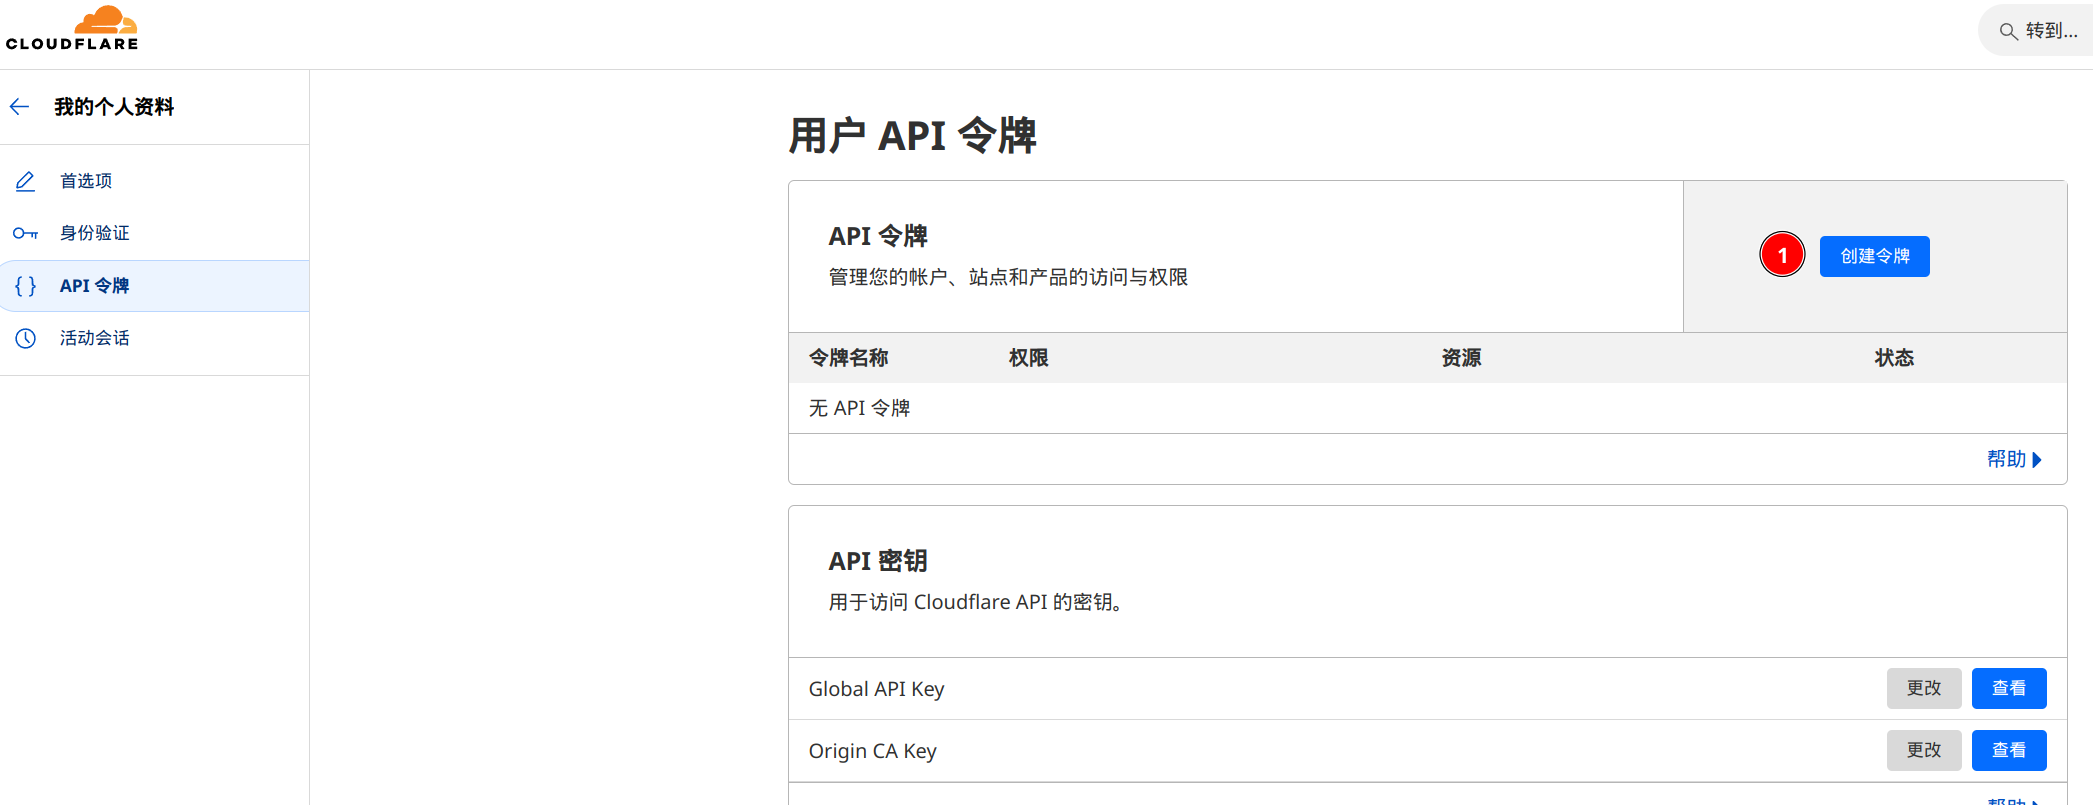 CLOUDFLARE
转到...
我的个人资料
首选项
身份验证
API 令牌
活动会话
用户 API 令牌
API 令牌
管理您的帐户、站点和产品的访问与权限
1
创建令牌
令牌名称 权限 资源 状态
无 API 令牌
帮助
API 密钥
用于访问 Cloudflare API 的密钥。
Global API Key 更改 查看
Origin CA Key 更改 查看
帮助